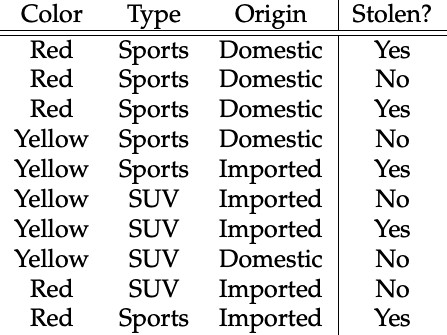 Color Type Origin Stolen?
Red Sports Domestic Yes
Red Sports Domestic No
Red Sports Domestic Yes
Yellow Sports Domestic No
Yellow Sports Imported Yes
Yellow SUV Imported No
Yellow SUV Imported Yes
Yellow SUV Domestic No
Red SUV Imported No
Red Sports Imported Yes